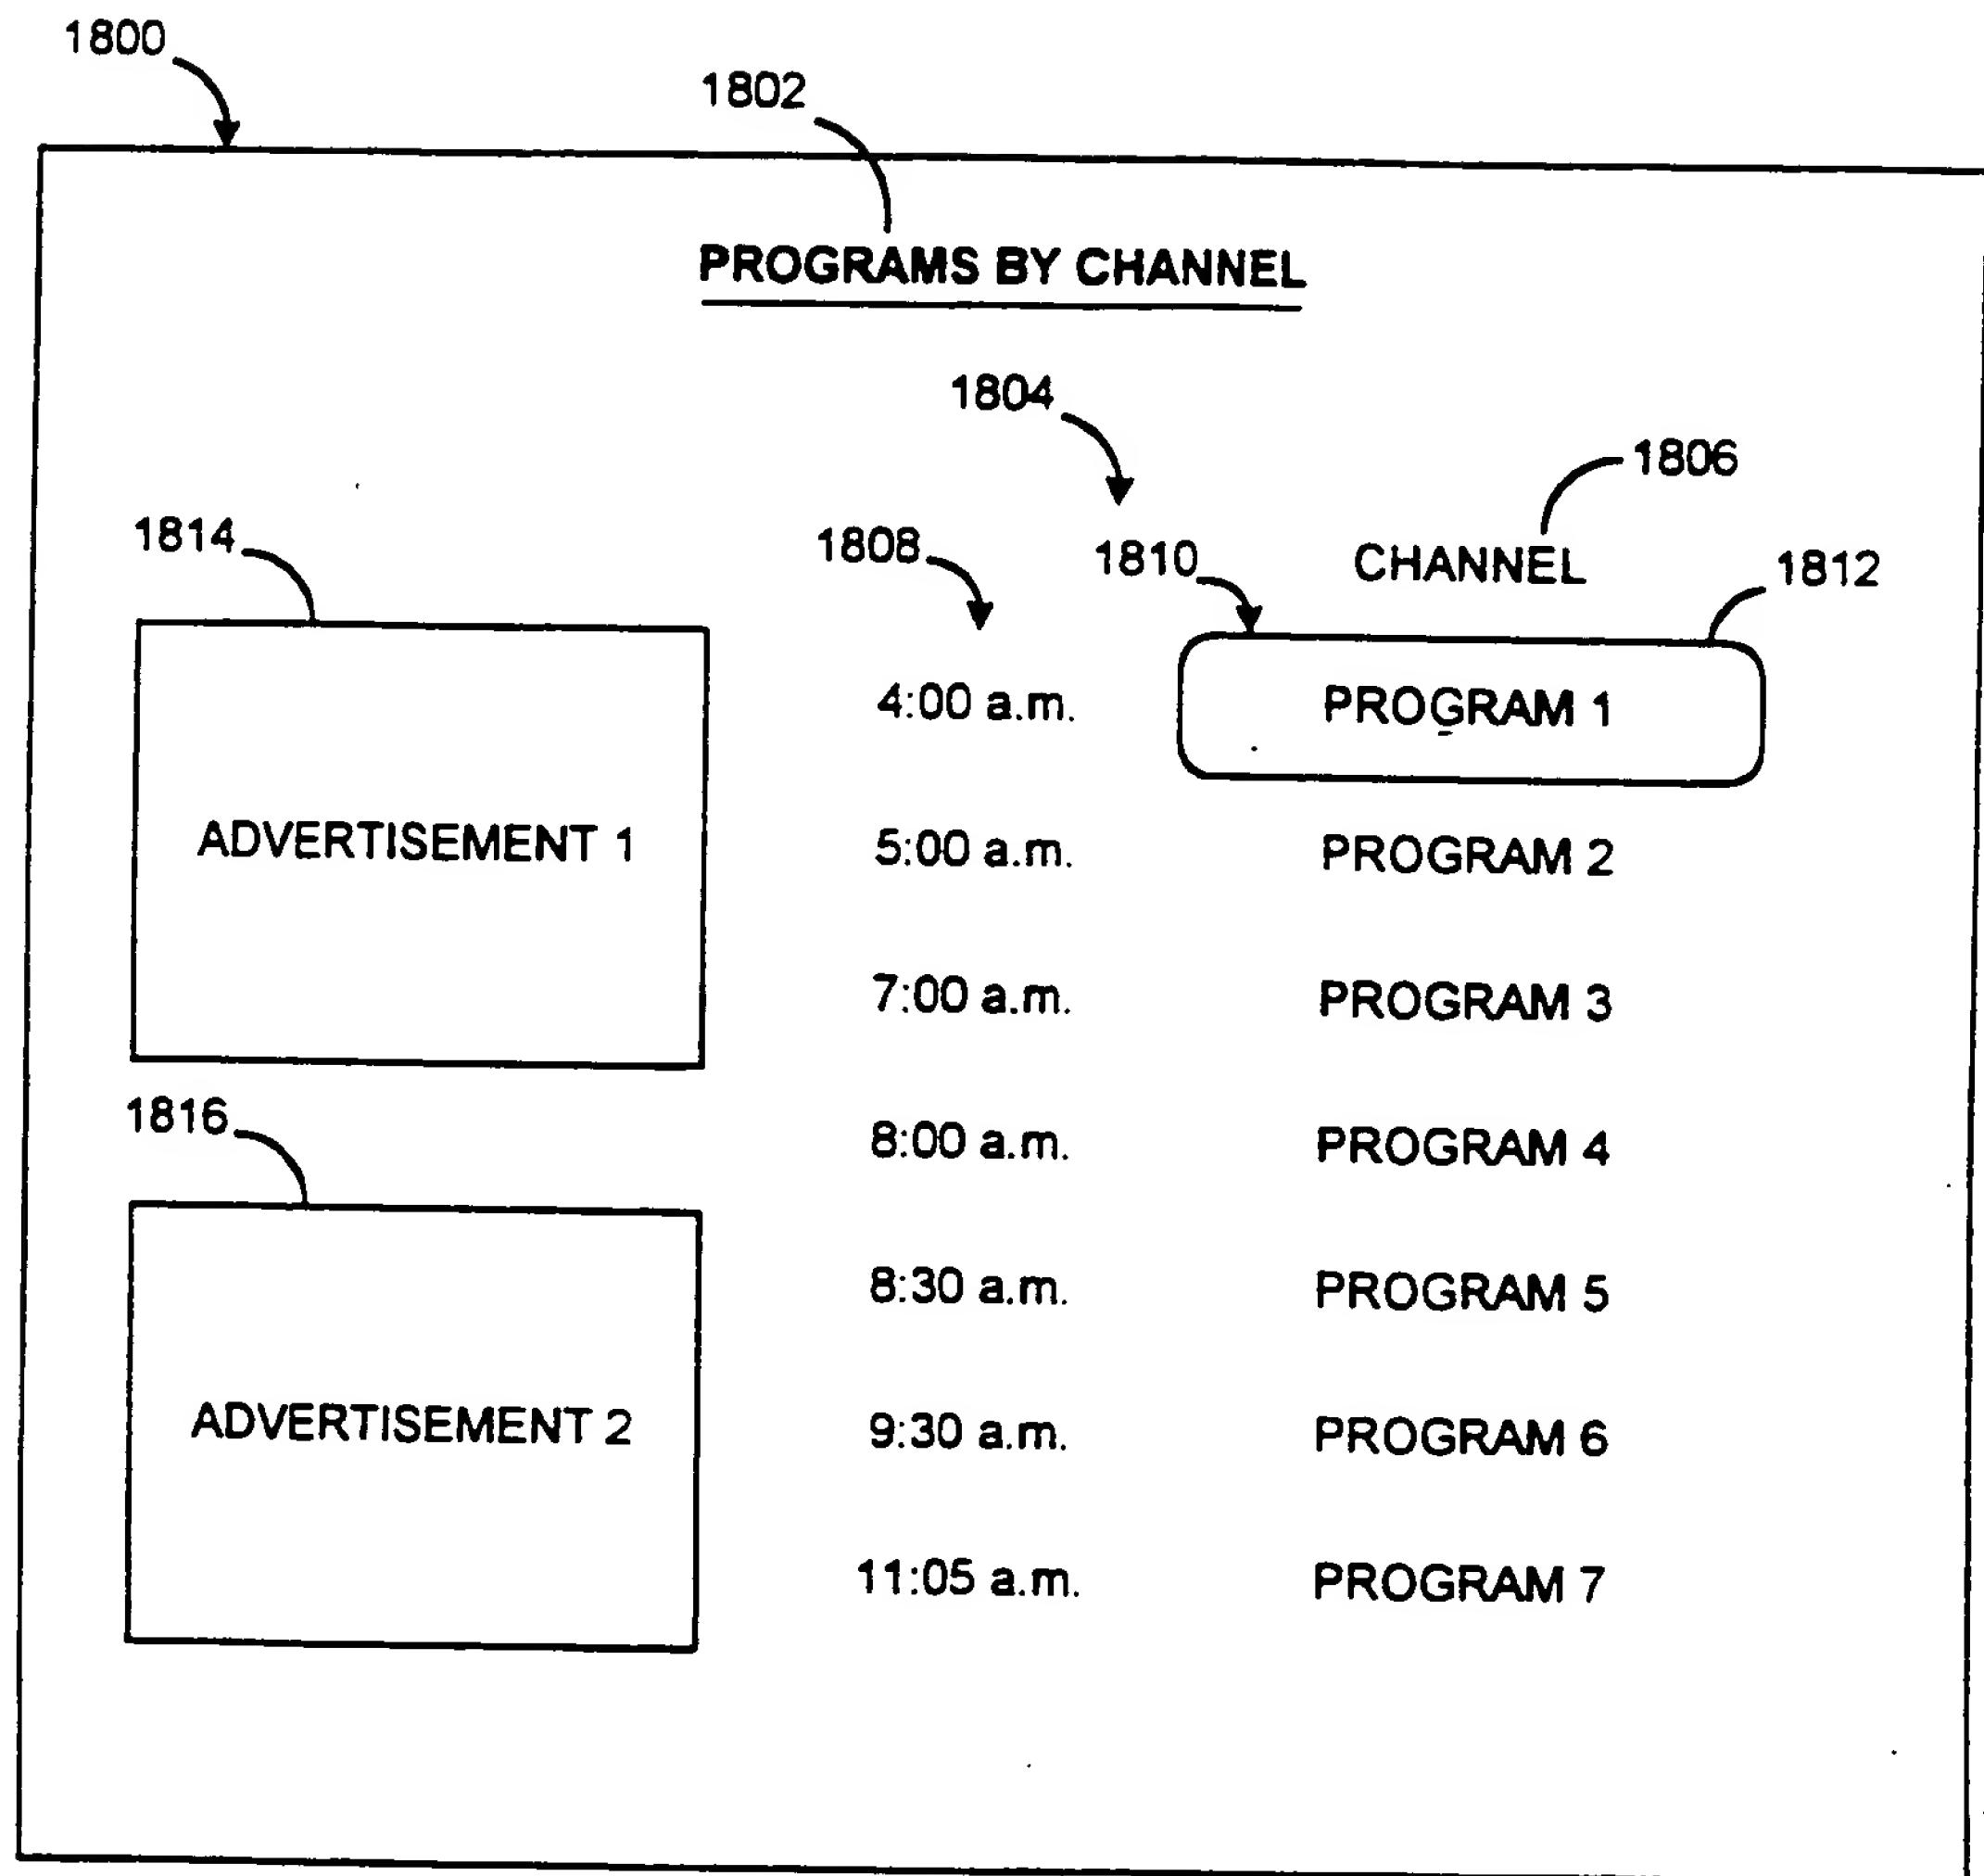 1800
1802
PROGRAMS BY CHANNEL
1804
1806
1814
1808
1810
CHANNEL
1812
4:00 a.m.
PROGRAM 1
ADVERTISEMENT 1
5:00 a.m.
PROGRAM 2
7:00 a.m.
PROGRAM 3
1816
8:00 a.m.
PROGRAM 4
8:30 a.m.
PROGRAM 5
ADVERTISEMENT 2
9:30 a.m.
PROGRAM 6
11:05 a.m.
PROGRAM 7